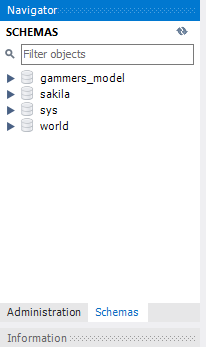 Navigator
SCHEMAS
Filter objects
gammers_model
sakila
sys
world
Administration Schemas
Information